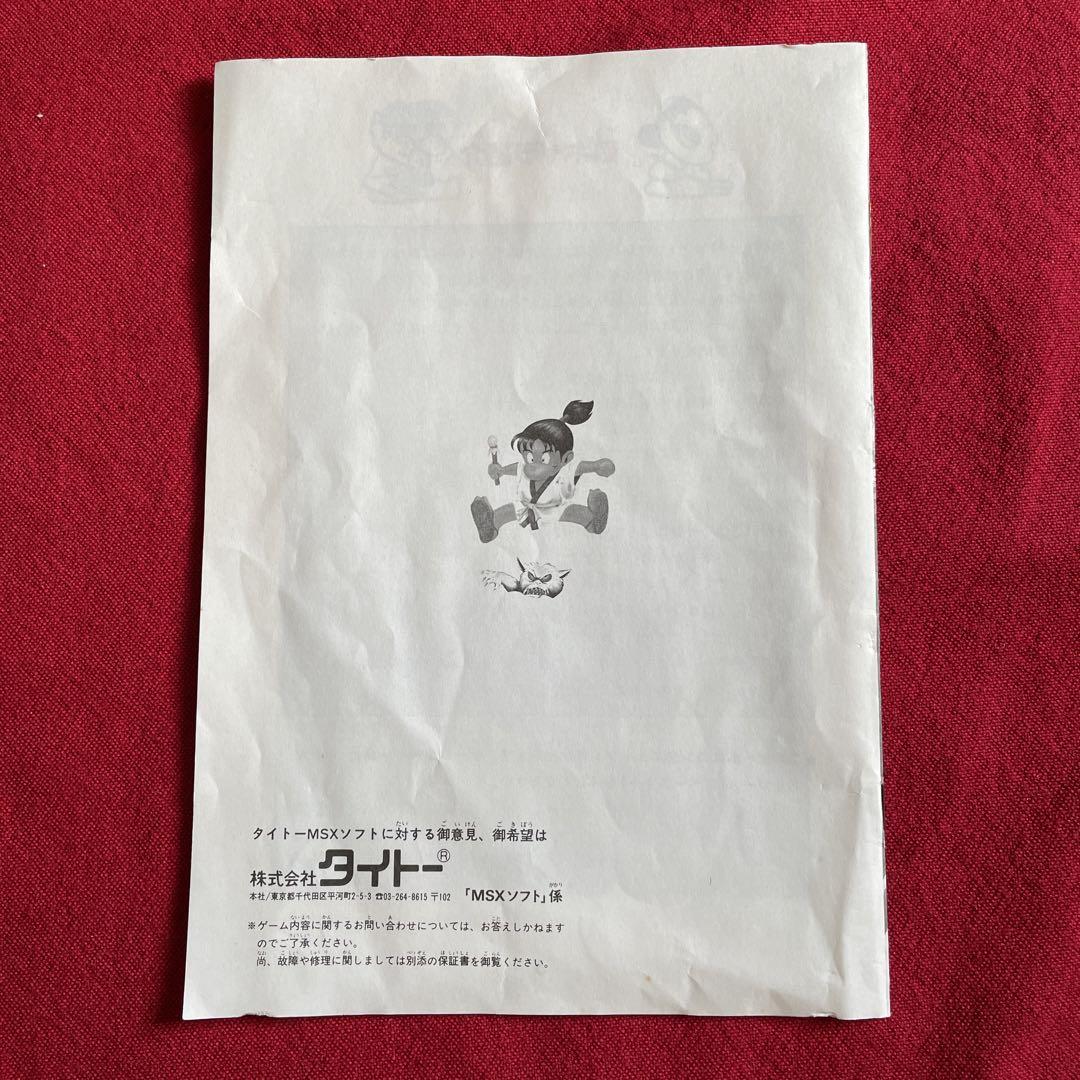 タイトーMSXソフトに対する御意見、御希望は
株式会社タイトー®
本社/東京都千代田区平河町2-5-3 ☎03-264-8615 〒102 「MSXソフト」係
※ゲーム内容に関するお問い合わせについては、お答えしかねます
のでご了承ください。
尚、故障や修理に関しましては別添の保証書を御覧ください。